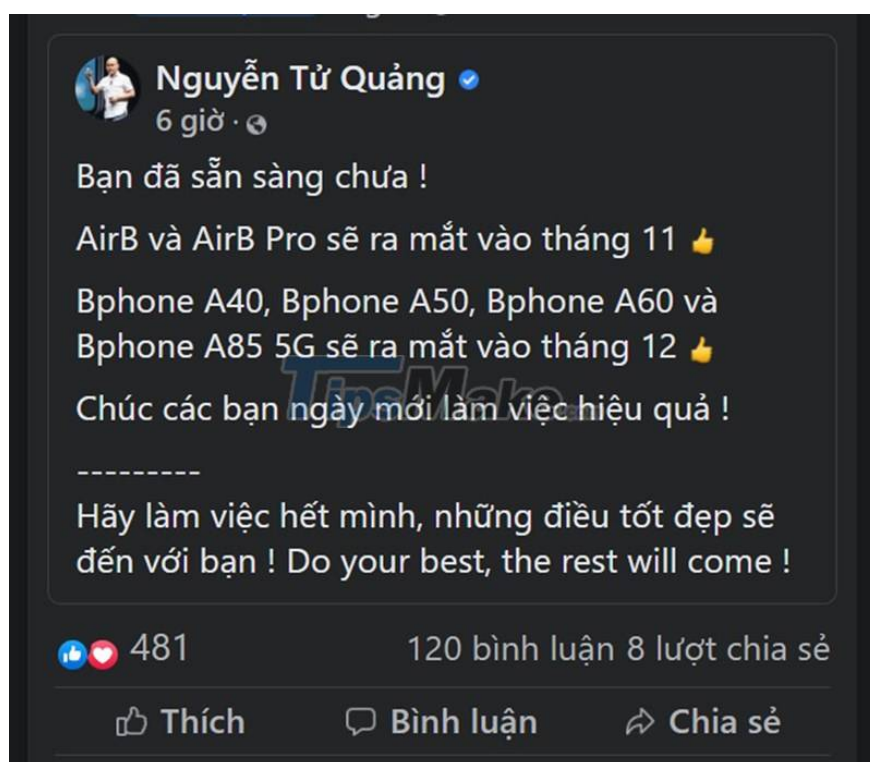 Nguyễn Tử Quảng
6 giờ ·
Bạn đã sẵn sàng chưa !
AirB và AirB Pro sẽ ra mắt vào tháng 11 👍
Bphone A40, Bphone A50, Bphone A60 và
Bphone A85 5G sẽ ra mắt vào tháng 12 👍
TipsMake.com
Chúc các bạn ngày mới làm việc hiệu quả !
---------
Hãy làm việc hết mình, những điều tốt đẹp sẽ
đến với bạn ! Do your best, the rest will come !
481 120 bình luận 8 lượt chia sẻ
Thích Bình luận Chia sẻ